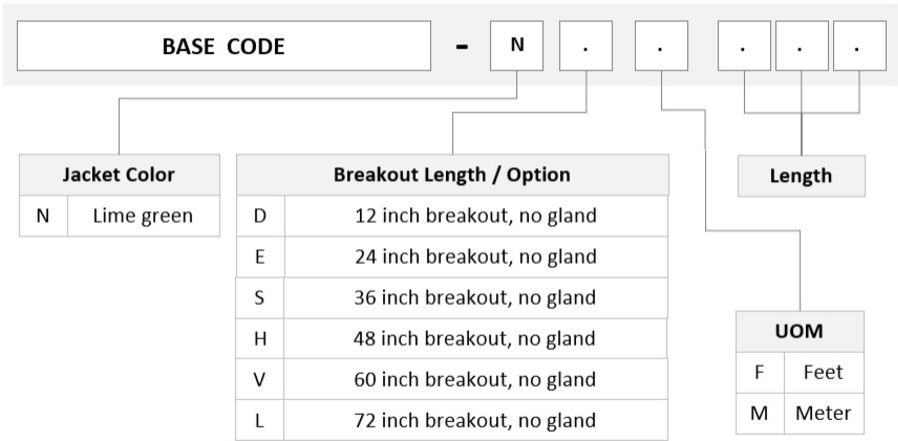 BASE CODE - N . . . . .
Jacket Color
N Lime green
Breakout Length / Option
D 12 inch breakout, no gland
E 24 inch breakout, no gland
S 36 inch breakout, no gland
H 48 inch breakout, no gland
V 60 inch breakout, no gland
L 72 inch breakout, no gland
Length
UOM
F Feet
M Meter